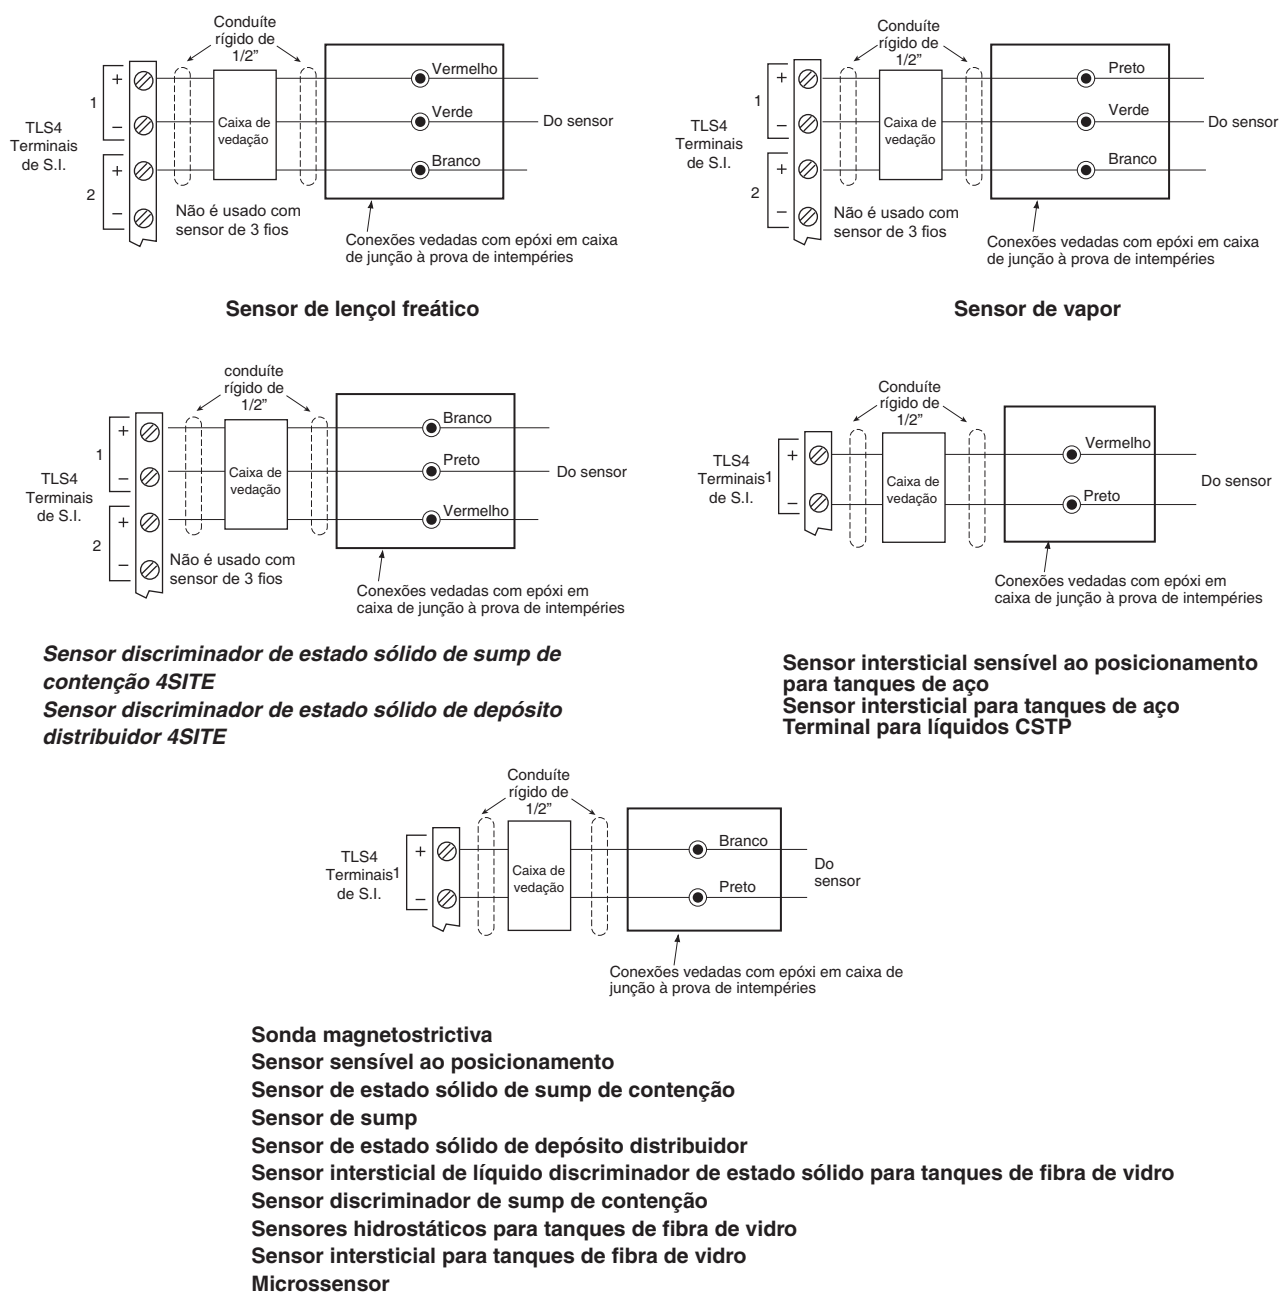 Conduíte
rígido de
1/2”
+
Vermelho
1
Verde
TLS4
Terminais
de S.I.
–
Caixa de
vedação
Do sensor
+
Branco
2
–
Não é usado com
sensor de 3 fios
Conexões vedadas com epóxi em caixa
de junção à prova de intempéries
Sensor de lençol freático
Conduíte
rígido de
1/2”
+
Preto
1
Verde
TLS4
Terminais
de S.I.
–
Caixa de
vedação
Do sensor
+
Branco
2
–
Não é usado com
sensor de 3 fios
Conexões vedadas com epóxi em caixa
de junção à prova de intempéries
Sensor de vapor
conduíte
rígido de
1/2”
+
Branco
1
Preto
TLS4
Terminais
de S.I.
–
Caixa de
vedação
Do sensor
+
Vermelho
2
–
Não é usado com
sensor de 3 fios
Conexões vedadas com epóxi em
caixa de junção à prova de intempéries
Sensor discriminador de estado sólido de sump de
contenção 4SITE
Sensor discriminador de estado sólido de depósito
distribuidor 4SITE
Conduíte
rígido de
1/2”
+
Vermelho
TLS4
Terminais
de S.I.
1
–
Caixa de
vedação
Preto
Do sensor
Conexões vedadas com epóxi em
caixa de junção à prova de intempéries
Sensor intersticial sensível ao posicionamento
para tanques de aço
Sensor intersticial para tanques de aço
Terminal para líquidos CSTP
Conduíte
rígido de
1/2”
+
Branco
TLS4
Terminais
de S.I.
1
–
Caixa de
vedação
Preto
Do
sensor
Conexões vedadas com epóxi em caixa de
junção à prova de intempéries
Sonda magnetostrictiva
Sensor sensível ao posicionamento
Sensor de estado sólido de sump de contenção
Sensor de sump
Sensor de estado sólido de depósito distribuidor
Sensor intersticial de líquido discriminador de estado sólido para tanques de fibra de vidro
Sensor discriminador de sump de contenção
Sensores hidrostáticos para tanques de fibra de vidro
Sensor intersticial para tanques de fibra de vidro
Microssensor